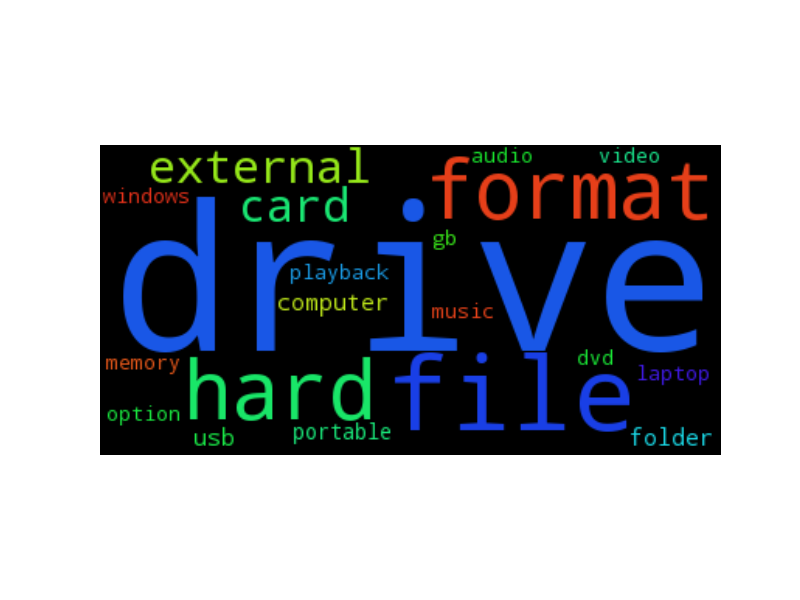 audio video
external
format
windows
card
drive
gb
playback
computer
music
dvd
memory
hard
file
laptop
option
usb
portable
folder